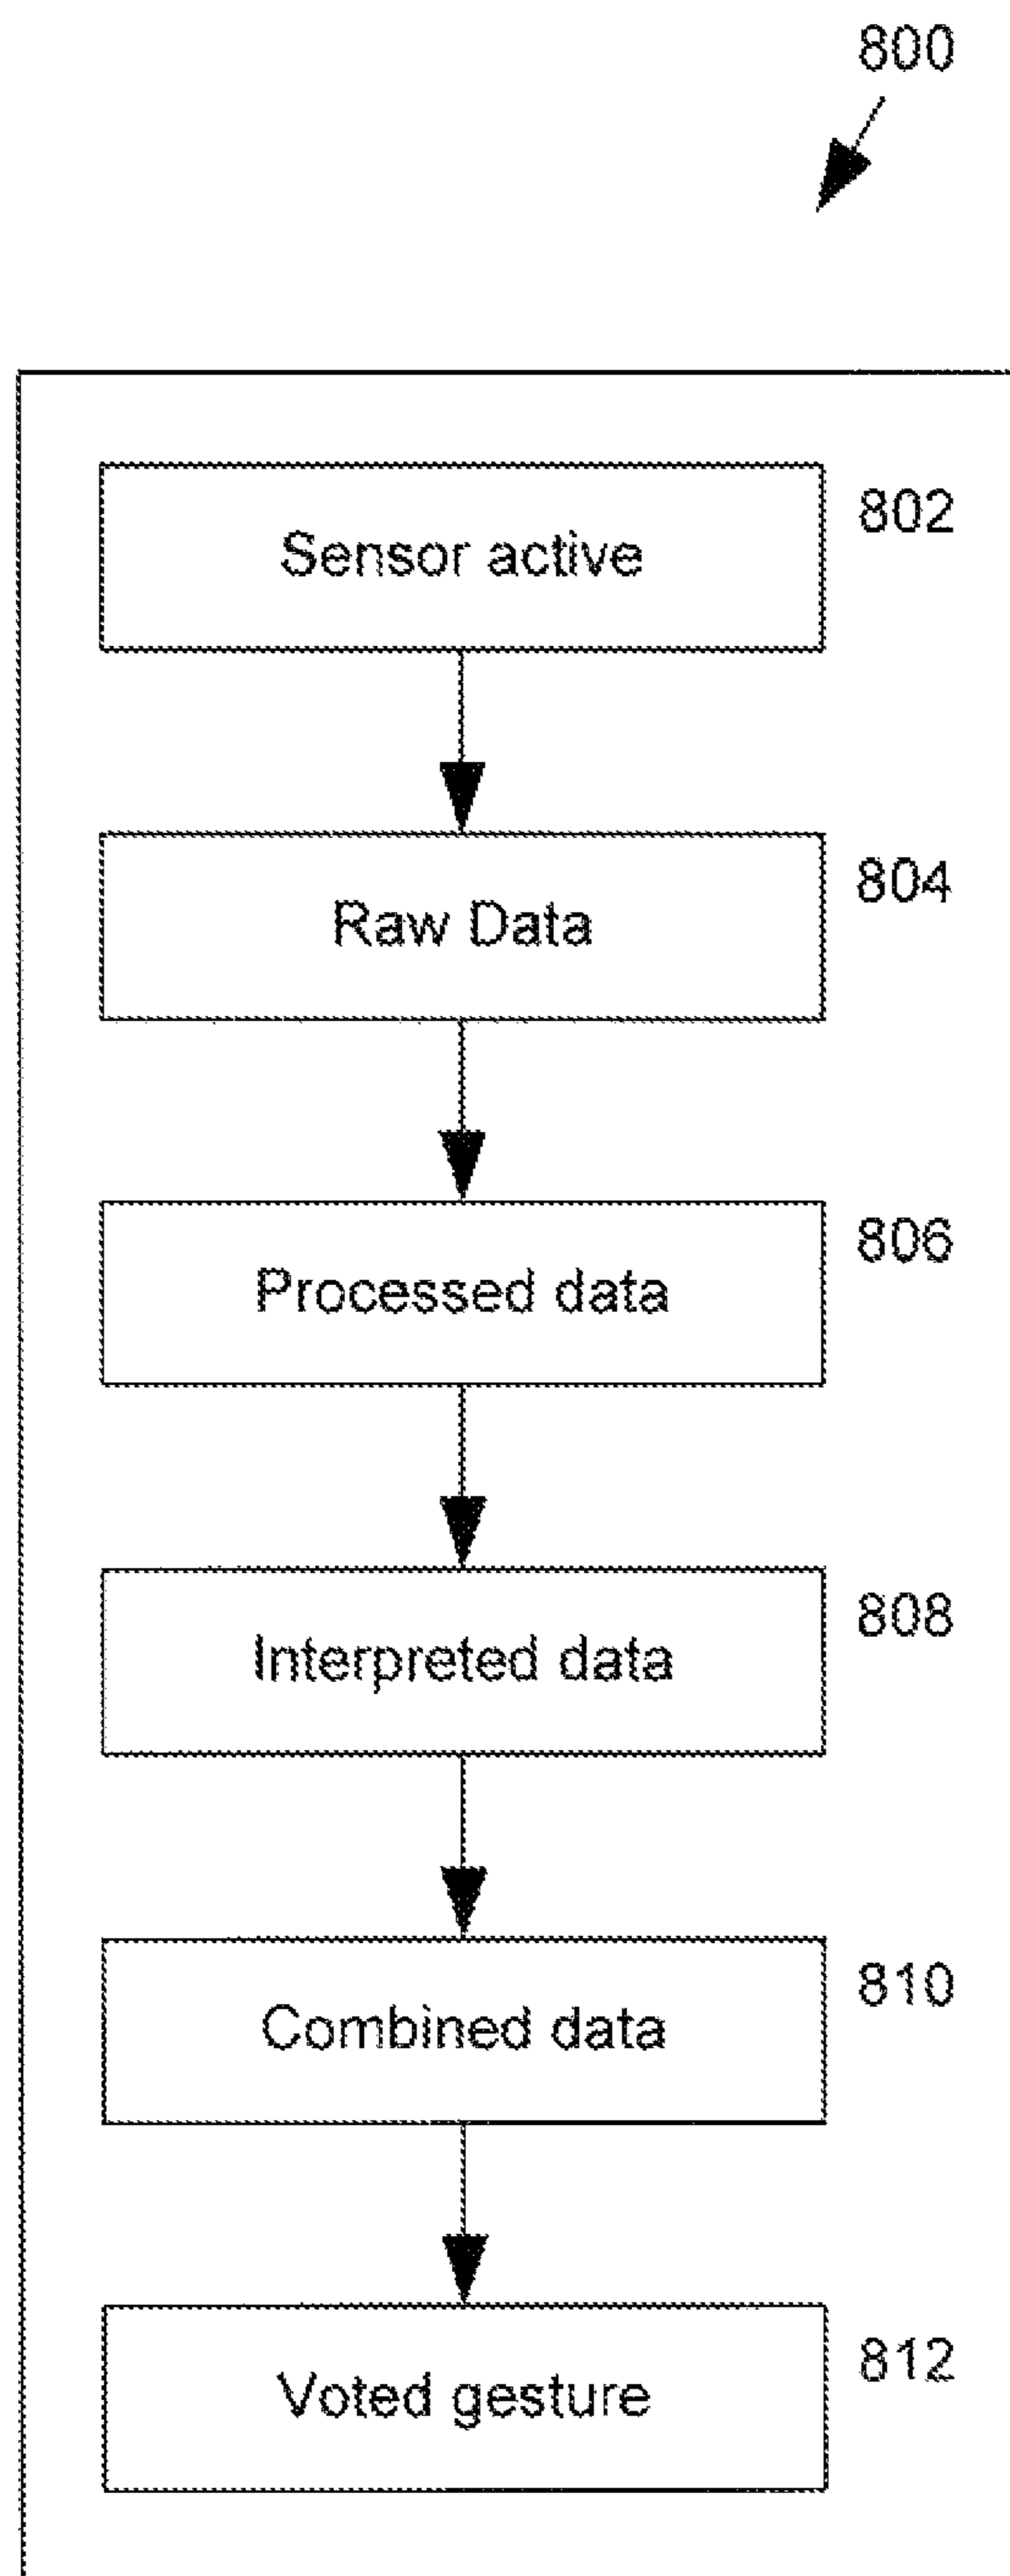 800
Sensor active
802
Raw Data
804
Processed data
806
Interpreted data
808
Combined data
810
Voted gesture
812